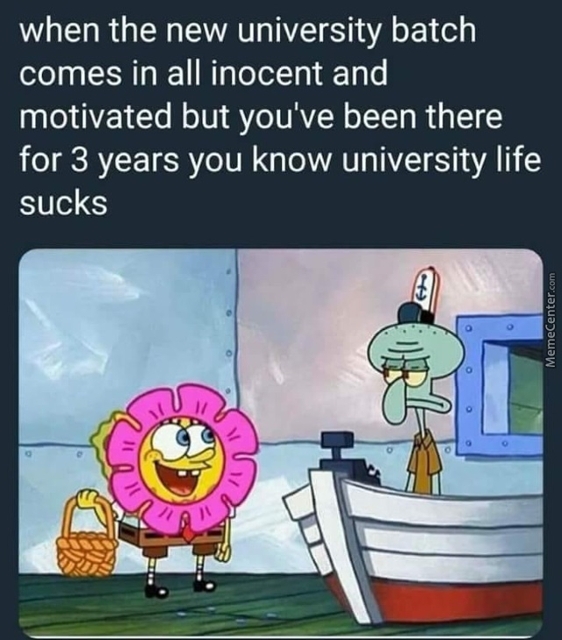 when the new university batch
comes in all inocent and
motivated but you've been there
for 3 years you know university life
sucks
MemeCenter.com